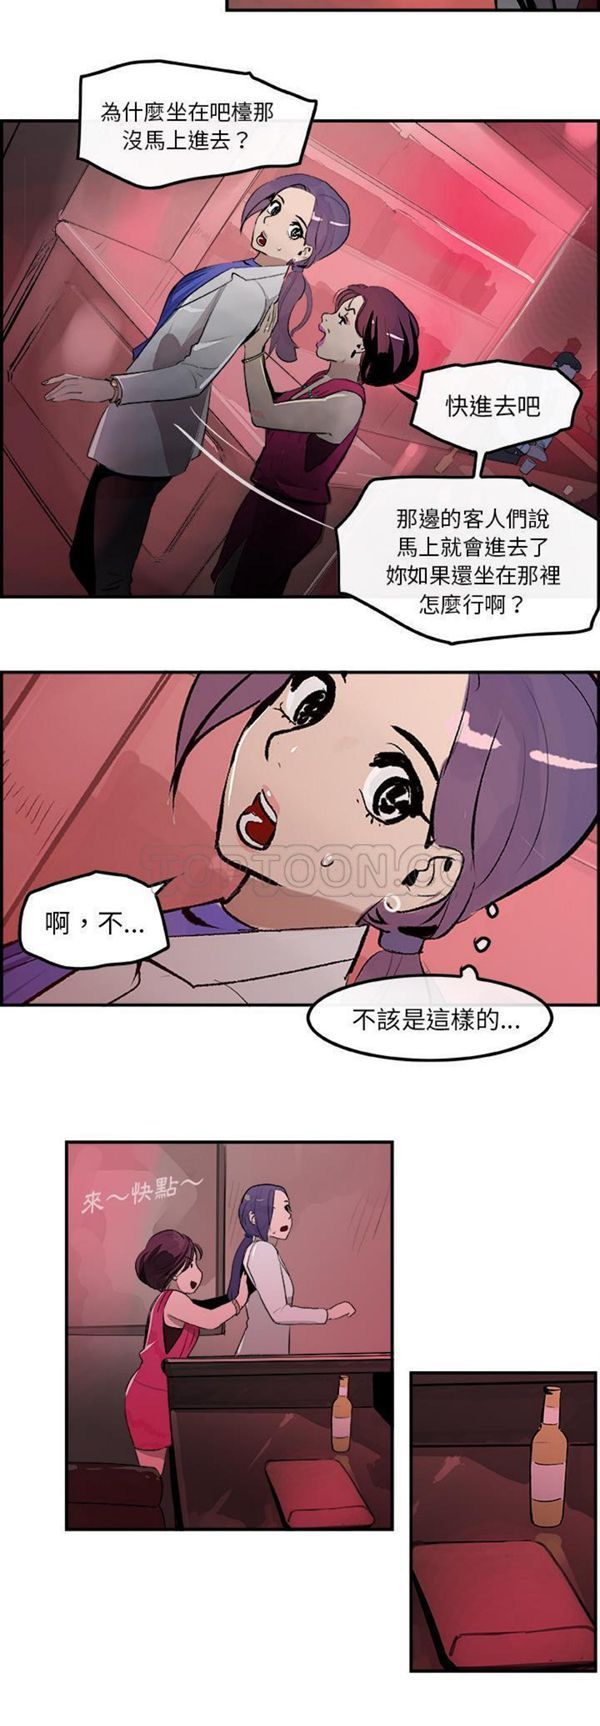 為什麼坐在吧檯那
沒馬上進去？
快進去吧
那邊的客人們說
馬上就會進去了
妳如果還坐在那裡
怎麼行啊？
TOPTOON.CO
啊，不...
不該是這樣的...
來～快點～